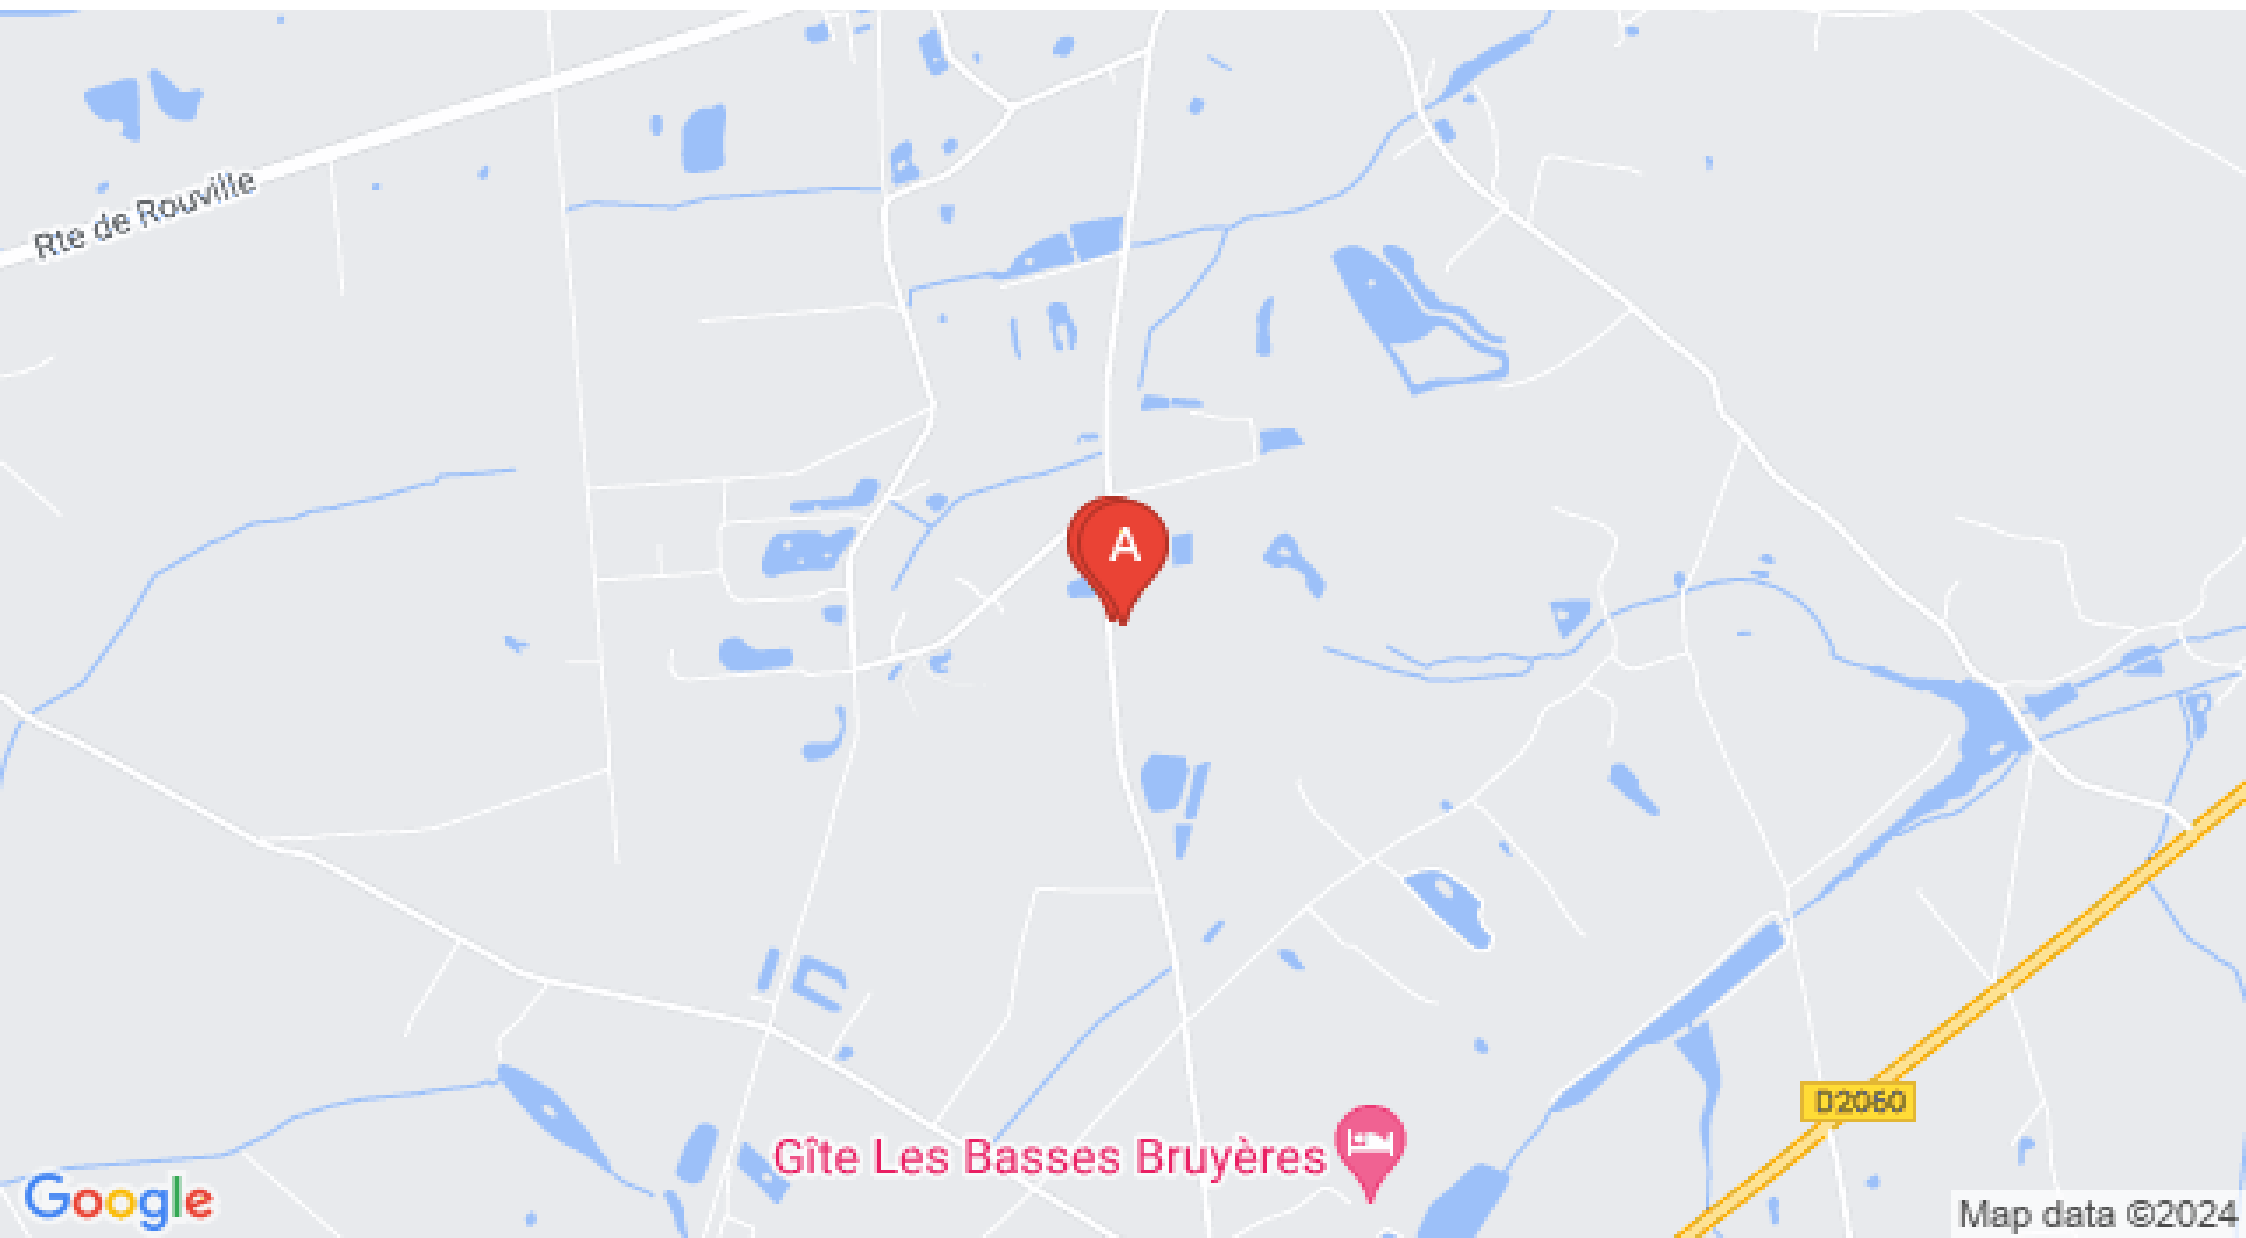 Rte de Rouville
A
D2060
Gîte Les Basses Bruyères
Google
Map data ©2024